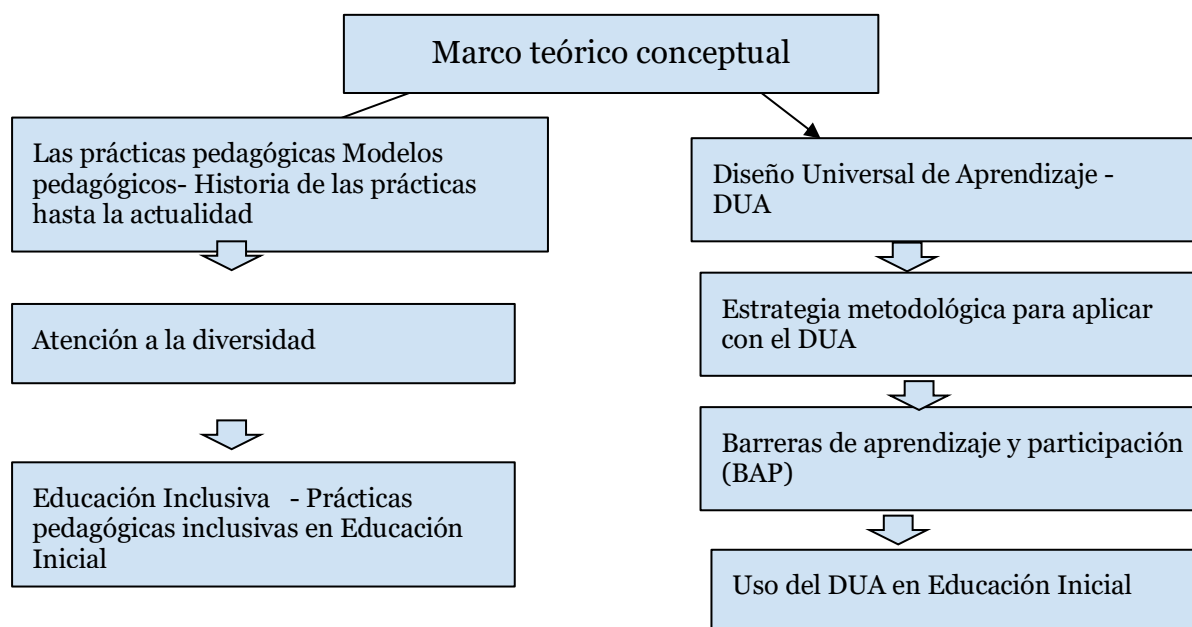 Marco teórico conceptual
Las prácticas pedagógicas Modelos
pedagógicos- Historia de las prácticas
hasta la actualidad
Atención a la diversidad
Educación Inclusiva - Prácticas
pedagógicas inclusivas en Educación
Inicial
Diseño Universal de Aprendizaje -
DUA
Estrategia metodológica para aplicar
con el DUA
Barreras de aprendizaje y participación
(BAP)
Uso del DUA en Educación Inicial